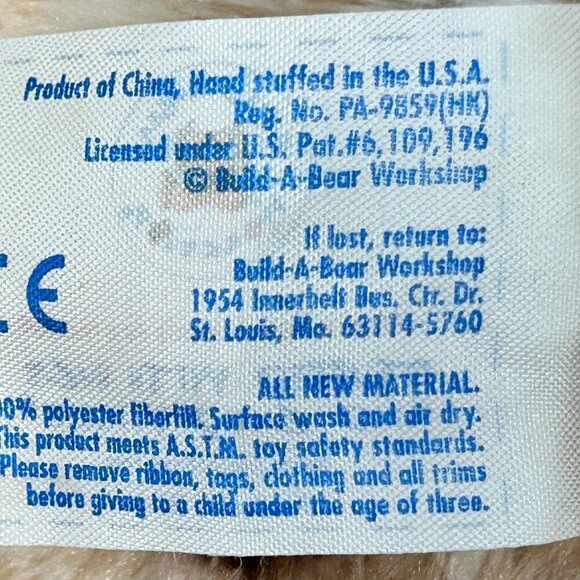 Product of China, Hand stuffed in the U.S.A.
Reg. No. PA-9859(HK)
Licensed under U.S. Pat.#6,109,196
© Build-A-Bear Workshop
If lost, return to:
Build-A-Bear Workshop
CE
1954 Innerbelt Bus. Ctr. Dr.
St. Louis, Mo. 63114-5760
ALL NEW MATERIAL.
00% polyester fiberfill. Surface wash and air dry.
This product meets A.S.T.M. toy safety standards.
Please remove ribbon, tags, clothing and all trims
before giving to a child under the age of three.